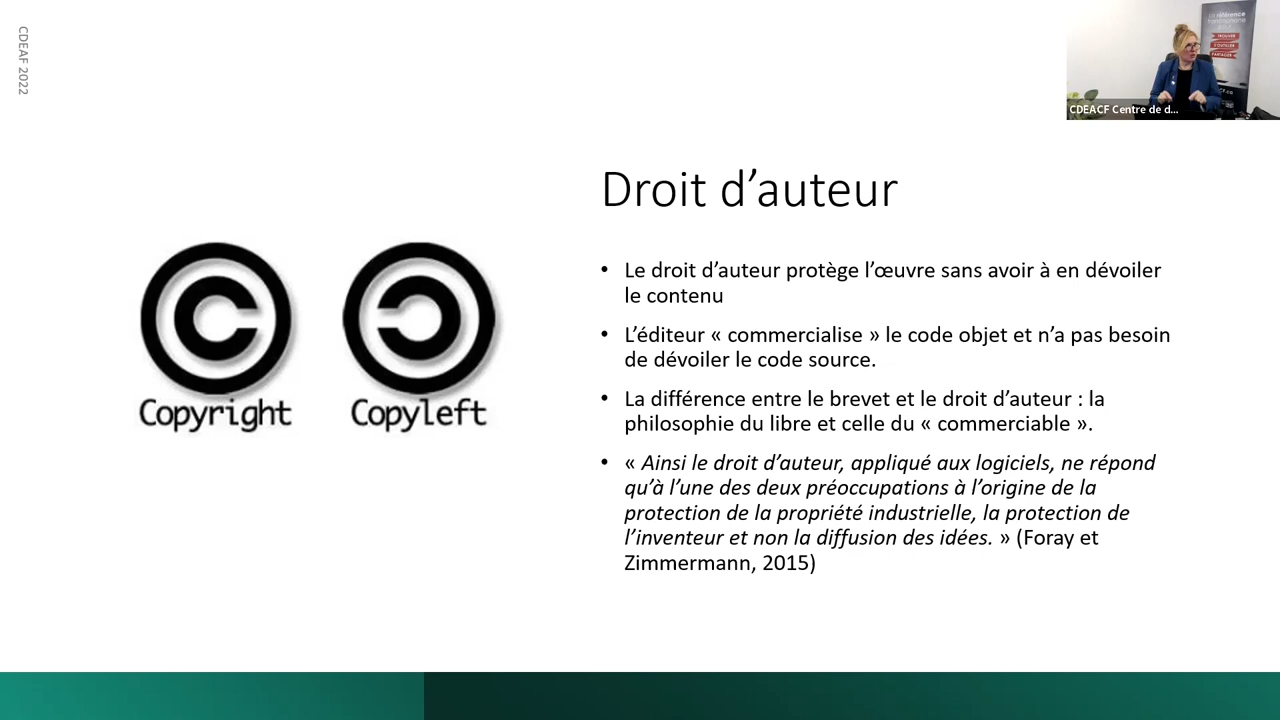 CDEAF 2022
TROUVER
S'OUTILLER
PARTAGER
CDEACF Centre de d...
Droit d’auteur
Copyright
Copyleft
• Le droit d’auteur protège l’œuvre sans avoir à en dévoiler
le contenu
• L’éditeur « commercialise » le code objet et n’a pas besoin
de dévoiler le code source.
• La différence entre le brevet et le droit d’auteur : la
philosophie du libre et celle du « commerciable ».
• « Ainsi le droit d’auteur, appliqué aux logiciels, ne répond
qu’à l’une des deux préoccupations à l’origine de la
protection de la propriété industrielle, la protection de
l’inventeur et non la diffusion des idées. » (Foray et
Zimmermann, 2015)